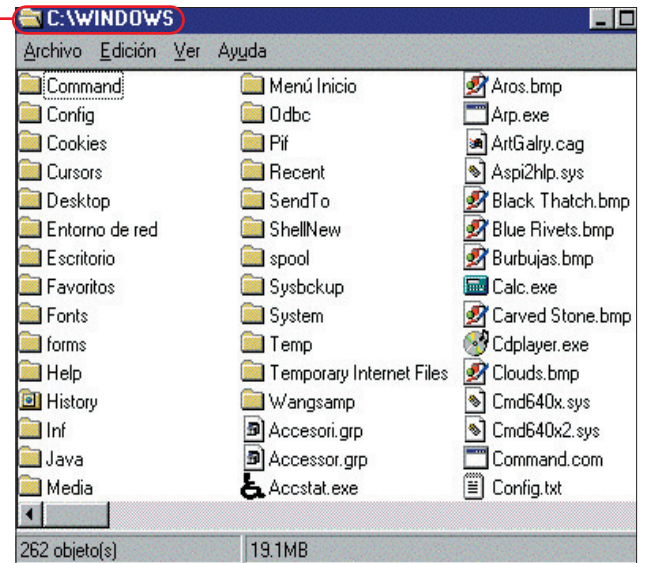 C:\WINDOWS
Archivo Edición Ver Ayuda
Command
Config
Cookies
Cursors
Desktop
Entorno de red
Escritorio
Favoritos
Fonts
forms
Help
History
Inf
Java
Media
Menú Inicio
Odbc
Pif
Recent
SendTo
ShellNew
spool
Sysbckup
System
Temp
Temporary Internet Files
Wangsamp
Accesori.grp
Accessor.grp
Accstat.exe
Aros.bmp
Arp.exe
ArtGalry.cag
Aspi2hlp.sys
Black Thatch.bmp
Blue Rivets.bmp
Burbujas.bmp
Calc.exe
Carved Stone.bmp
Cdplayer.exe
Clouds.bmp
Cmd640x.sys
Cmd640x2.sys
Command.com
Config.txt
262 objeto(s) 19.1MB